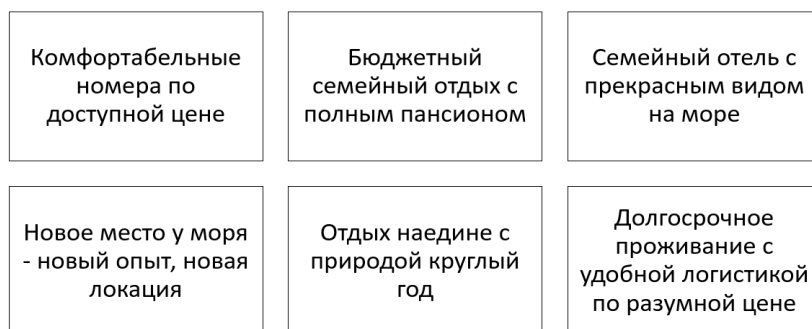 Комфортабельные
номера по
доступной цене
Бюджетный
семейный отдых с
полным пансионом
Семейный отель с
прекрасным видом
на море
Новое место у моря
- новый опыт, новая
локация
Отдых наедине с
природой круглый
год
Долгосрочное
проживание с
удобной логистикой
по разумной цене